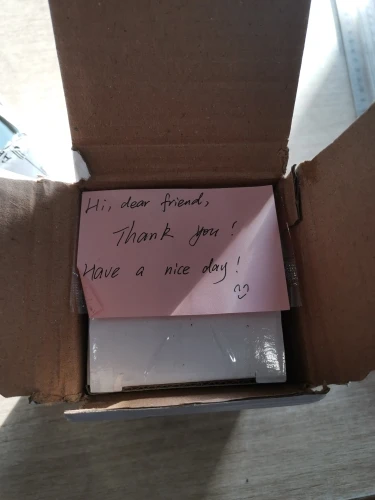 Hi, dear friend,
Thank you!
Have a nice day!